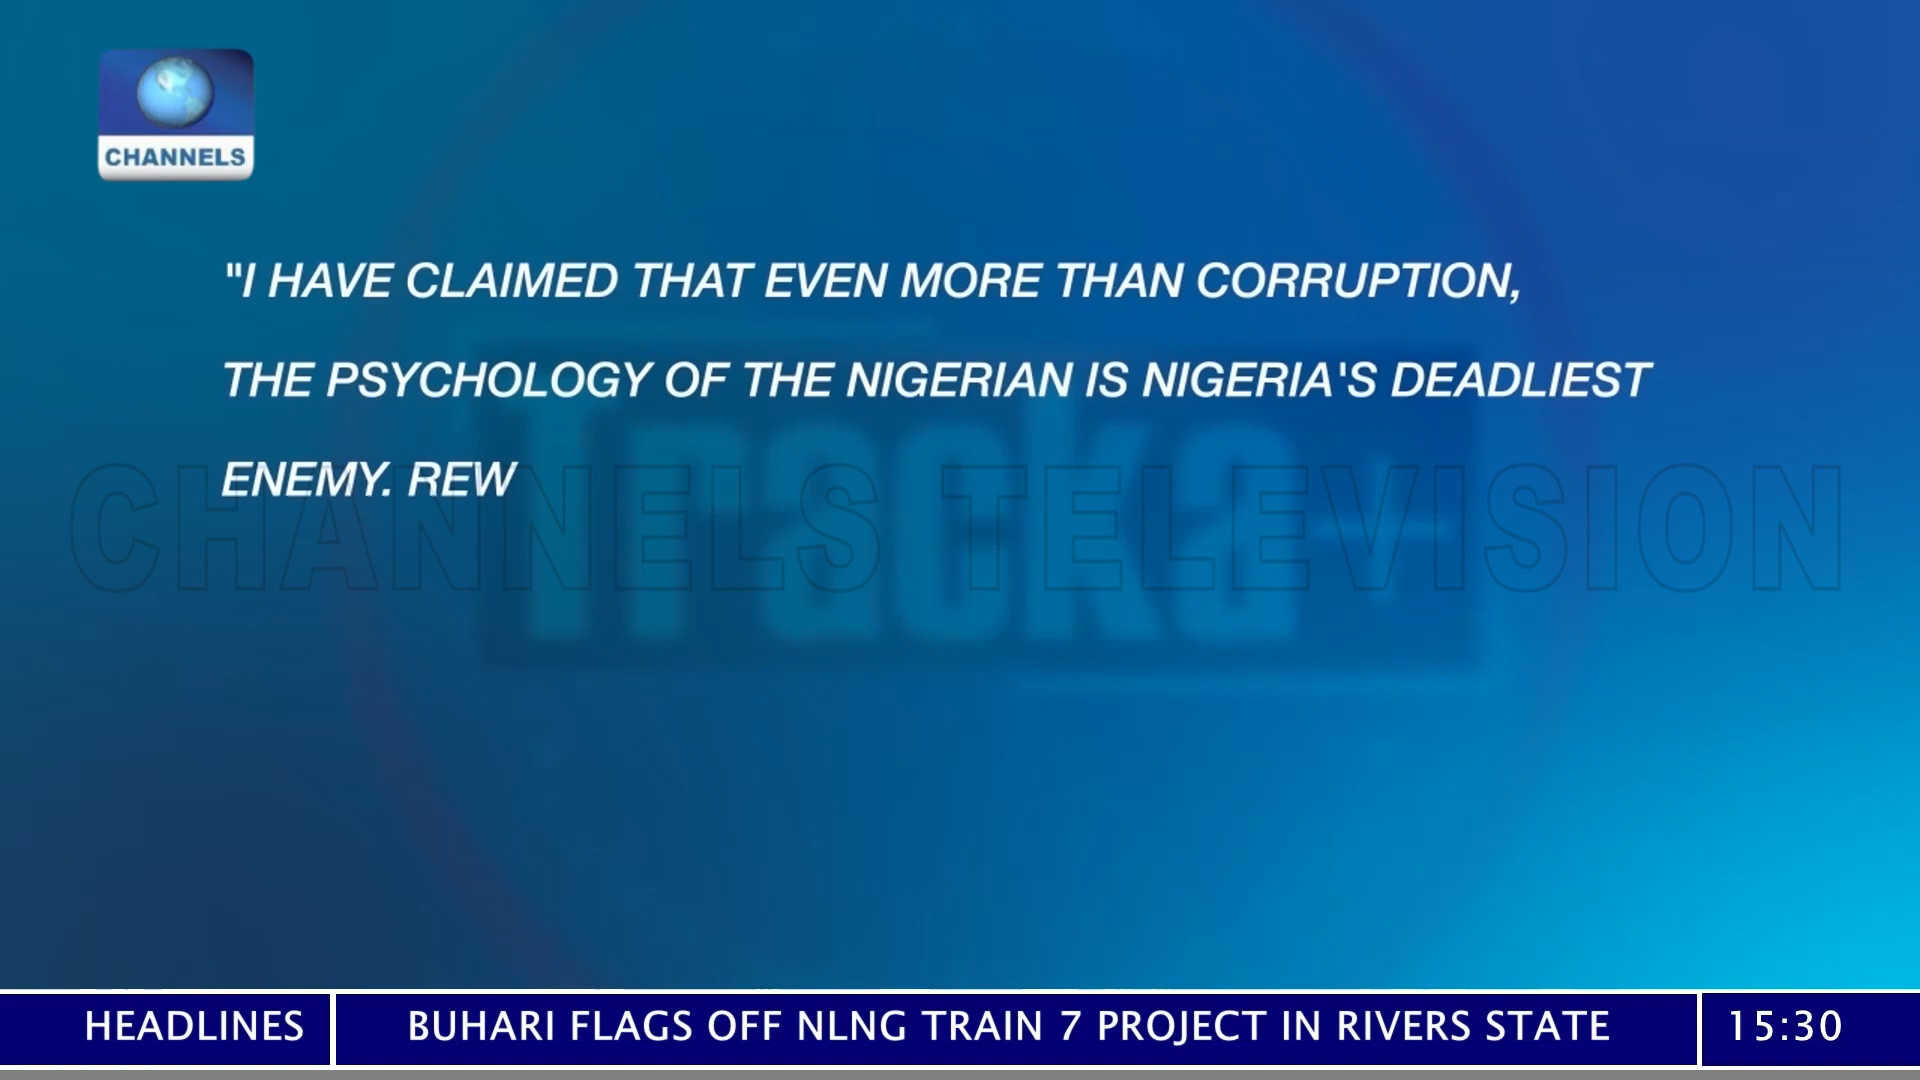 CHANNELS
"I HAVE CLAIMED THAT EVEN MORE THAN CORRUPTION,
THE PSYCHOLOGY OF THE NIGERIAN IS NIGERIA'S DEADLIEST
ENEMY. REW
CHANNELS TELEVISION
Tracka+
HEADLINES
BUHARI FLAGS OFF NLNG TRAIN 7 PROJECT IN RIVERS STATE
15:30